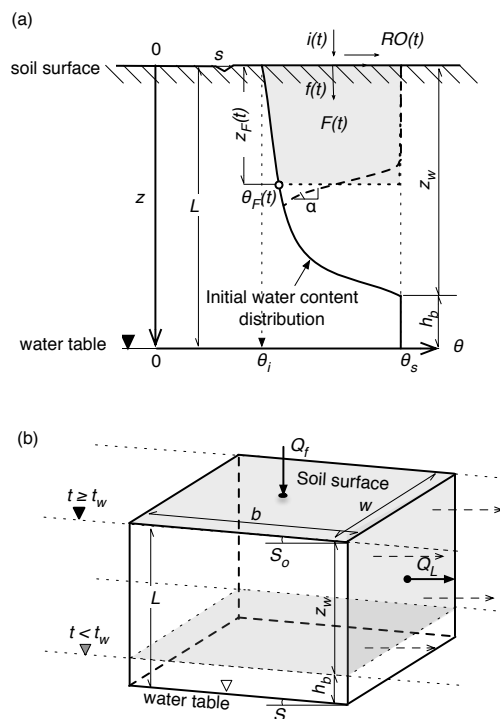 (a)
0
s
i(t)
RO(t)
soil surface
f(t)
z_F(t)
F(t)
z_w
θ_F(t)
α
z
L
Initial water content
distribution
h_b
water table
0
θ_i
θ_s
θ
(b)
Q_f
Soil surface
t ≥ t_w
w
b
S_o
Q_L
L
z_w
t < t_w
h_b
water table
S